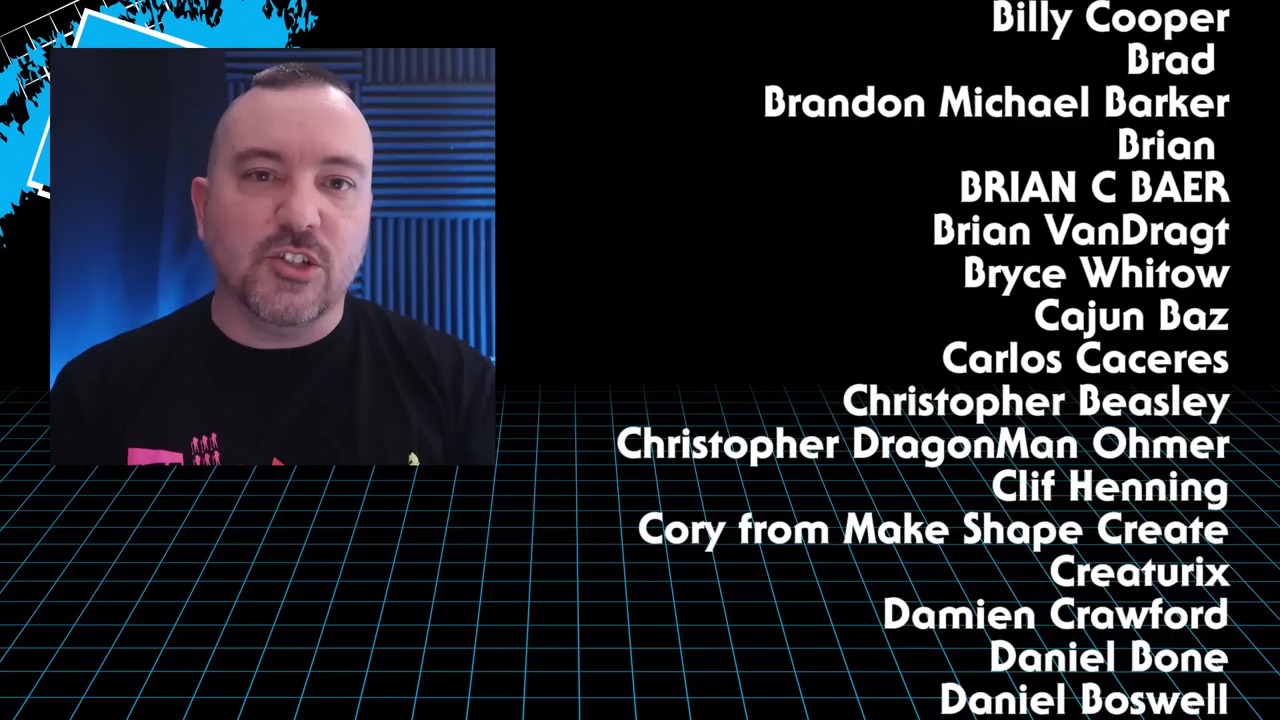 Billy Cooper
Brad
Brandon Michael Barker
Brian
BRIAN C BAER
Brian VanDragt
Bryce Whitow
Cajun Baz
Carlos Caceres
Christopher Beasley
Christopher DragonMan Ohmer
Clif Henning
Cory from Make Shape Create
Creaturix
Damien Crawford
Daniel Bone
Daniel Boswell